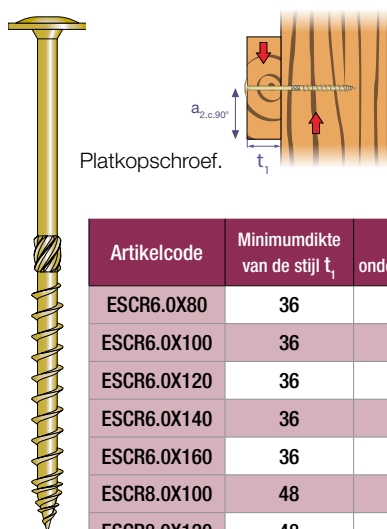 a2.c.90°
t1
Platkopschroef.
Artikelcode
Minimumdikte
van de stijl t1
ESCR6.0X80 36
ESCR6.0X100 36
ESCR6.0X120 36
ESCR6.0X140 36
ESCR6.0X160 36
ESCR8.0X100 48